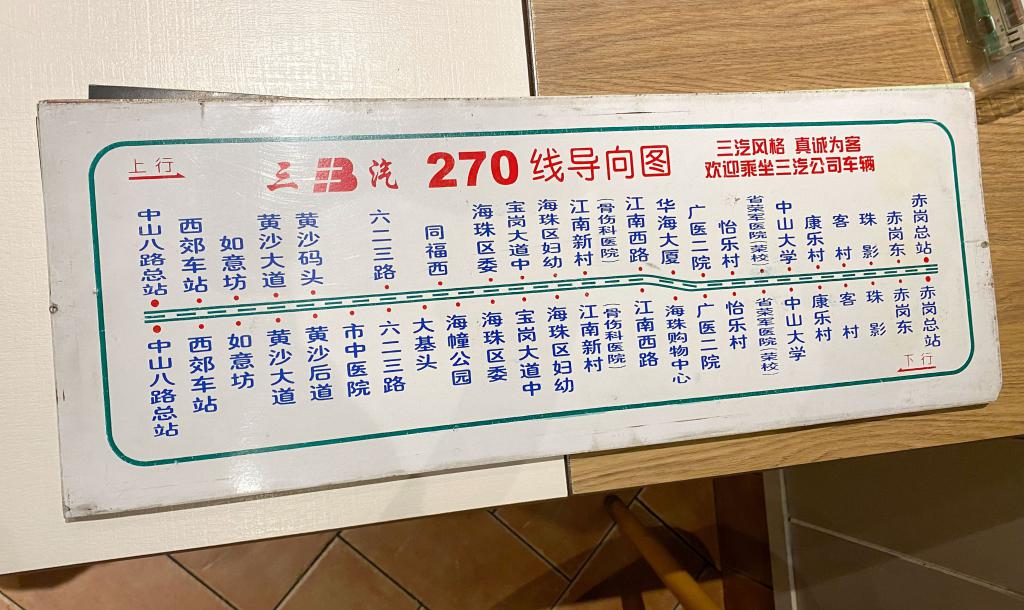 上行
三 汽 270 线导向图
三汽风格 真诚为客
欢迎乘坐三汽公司车辆
中山八路总站
西郊车站
如意坊
黄沙大道
黄沙码头
六二三路
同福西
海珠区委
宝岗大道中
海珠区妇幼
江南新村
(骨伤科医院)
江南西路
华海大厦
广医二院
怡乐村
省荣军医院(荣校)
中山大学
康乐村
客村
珠影
赤岗东
赤岗总站
中山八路总站
西郊车站
如意坊
黄沙大道
黄沙后道
市中医院
六二三路
大基头
海幢公园
海珠区委
宝岗大道中
海珠区妇幼
江南新村
(骨伤科医院)
江南西路
海珠购物中心
广医二院
怡乐村
省荣军医院(荣校)
中山大学
康乐村
客村
珠影
赤岗东
赤岗总站
下行